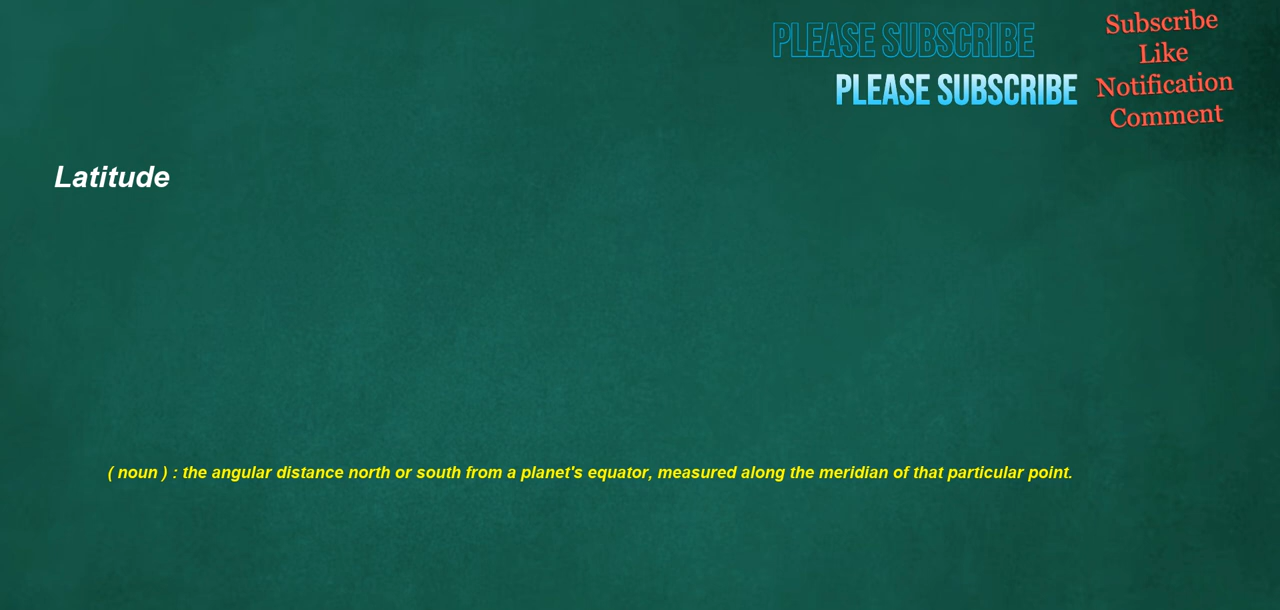 PLEASE SUBSCRIBE
PLEASE SUBSCRIBE
Subscribe
Like
Notification
Comment
Latitude
( noun ) : the angular distance north or south from a planet's equator, measured along the meridian of that particular point.